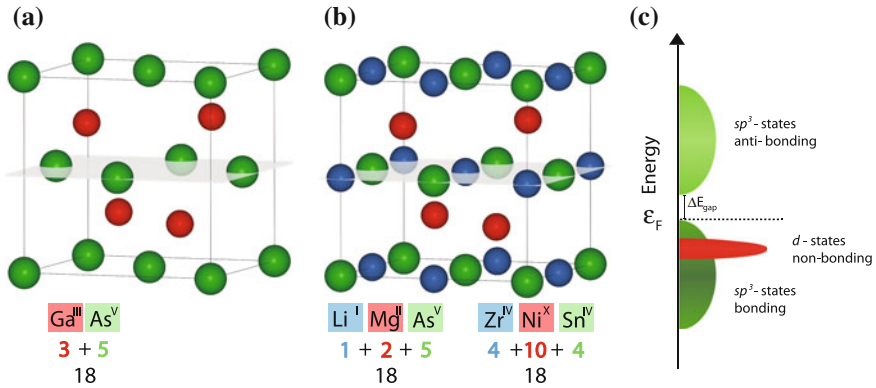 (a)
(b)
(c)
Energy
εF
sp³- states
anti- bonding
ΔEgap
d - states
non-bonding
sp³-states
bonding
GaIII AsV
3 + 5
18
LiI MgII AsV
1 + 2 + 5
18
ZrIV NiX SnIV
4 +10 + 4
18